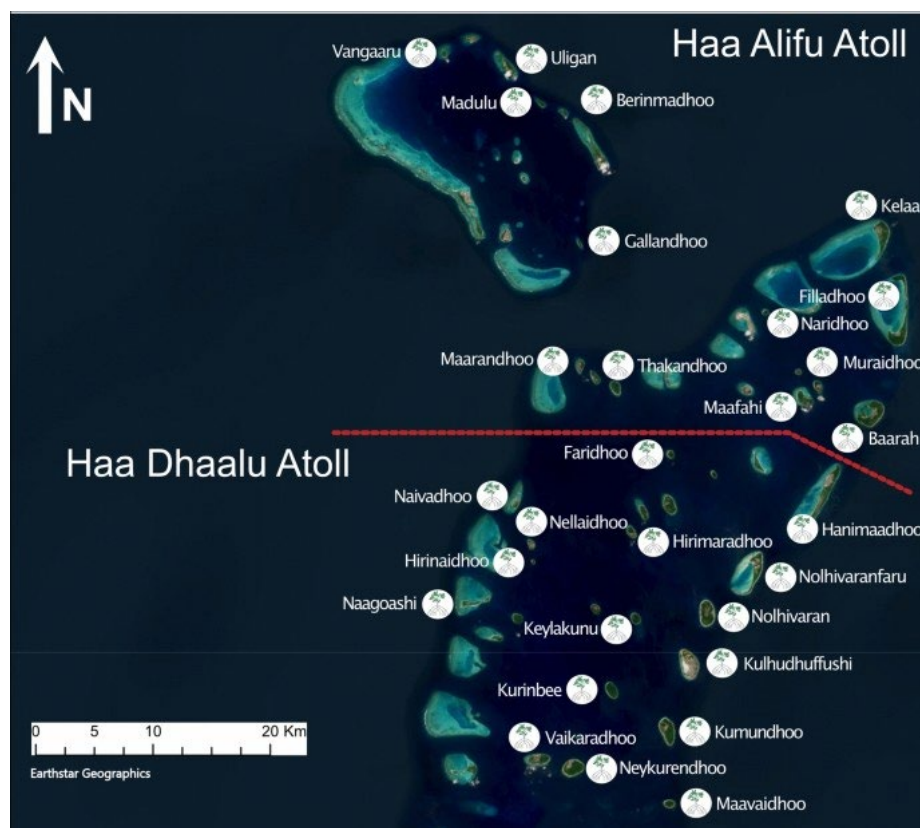 Haa Alifu Atoll
N
Vangaaru
Uligan
Madulu
Berinmadhoo
Kelaa
Gallandhoo
Filladhoo
Naridhoo
Maarandhoo
Thakandhoo
Muraidhoo
Maafahi
Baarah
Haa Dhaalu Atoll
Faridhoo
Naivadhoo
Nellaidhoo
Hanimaadhoo
Hirimaradhoo
Hirinaidhoo
Nolhivaranfaru
Naagoashi
Nolhivaran
Keylakunu
Kulhudhuffushi
Kurinbee
Kumundhoo
Vaikaradhoo
Neykurendhoo
Maavaidhoo
0 5 10 20 Km
Earthstar Geographics